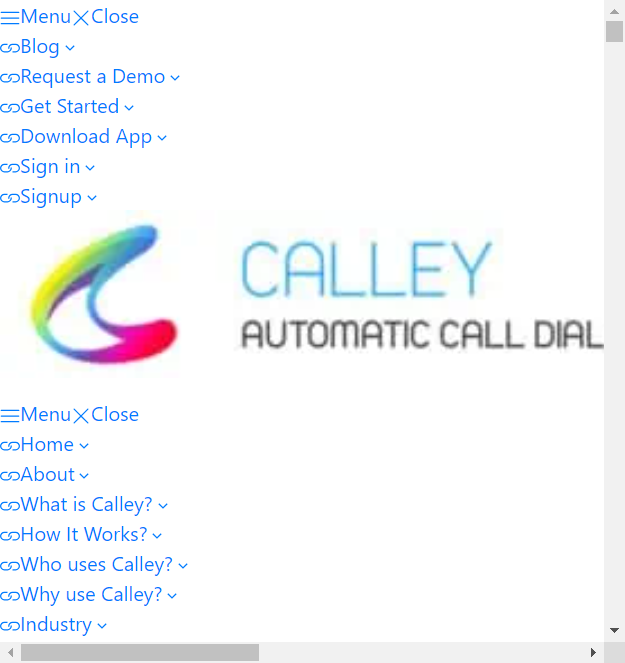 Menu Close
Blog
Request a Demo
Get Started
Download App
Sign in
Signup
CALLEY
AUTOMATIC CALL DIAL
Menu Close
Home
About
What is Calley?
How It Works?
Who uses Calley?
Why use Calley?
Industry